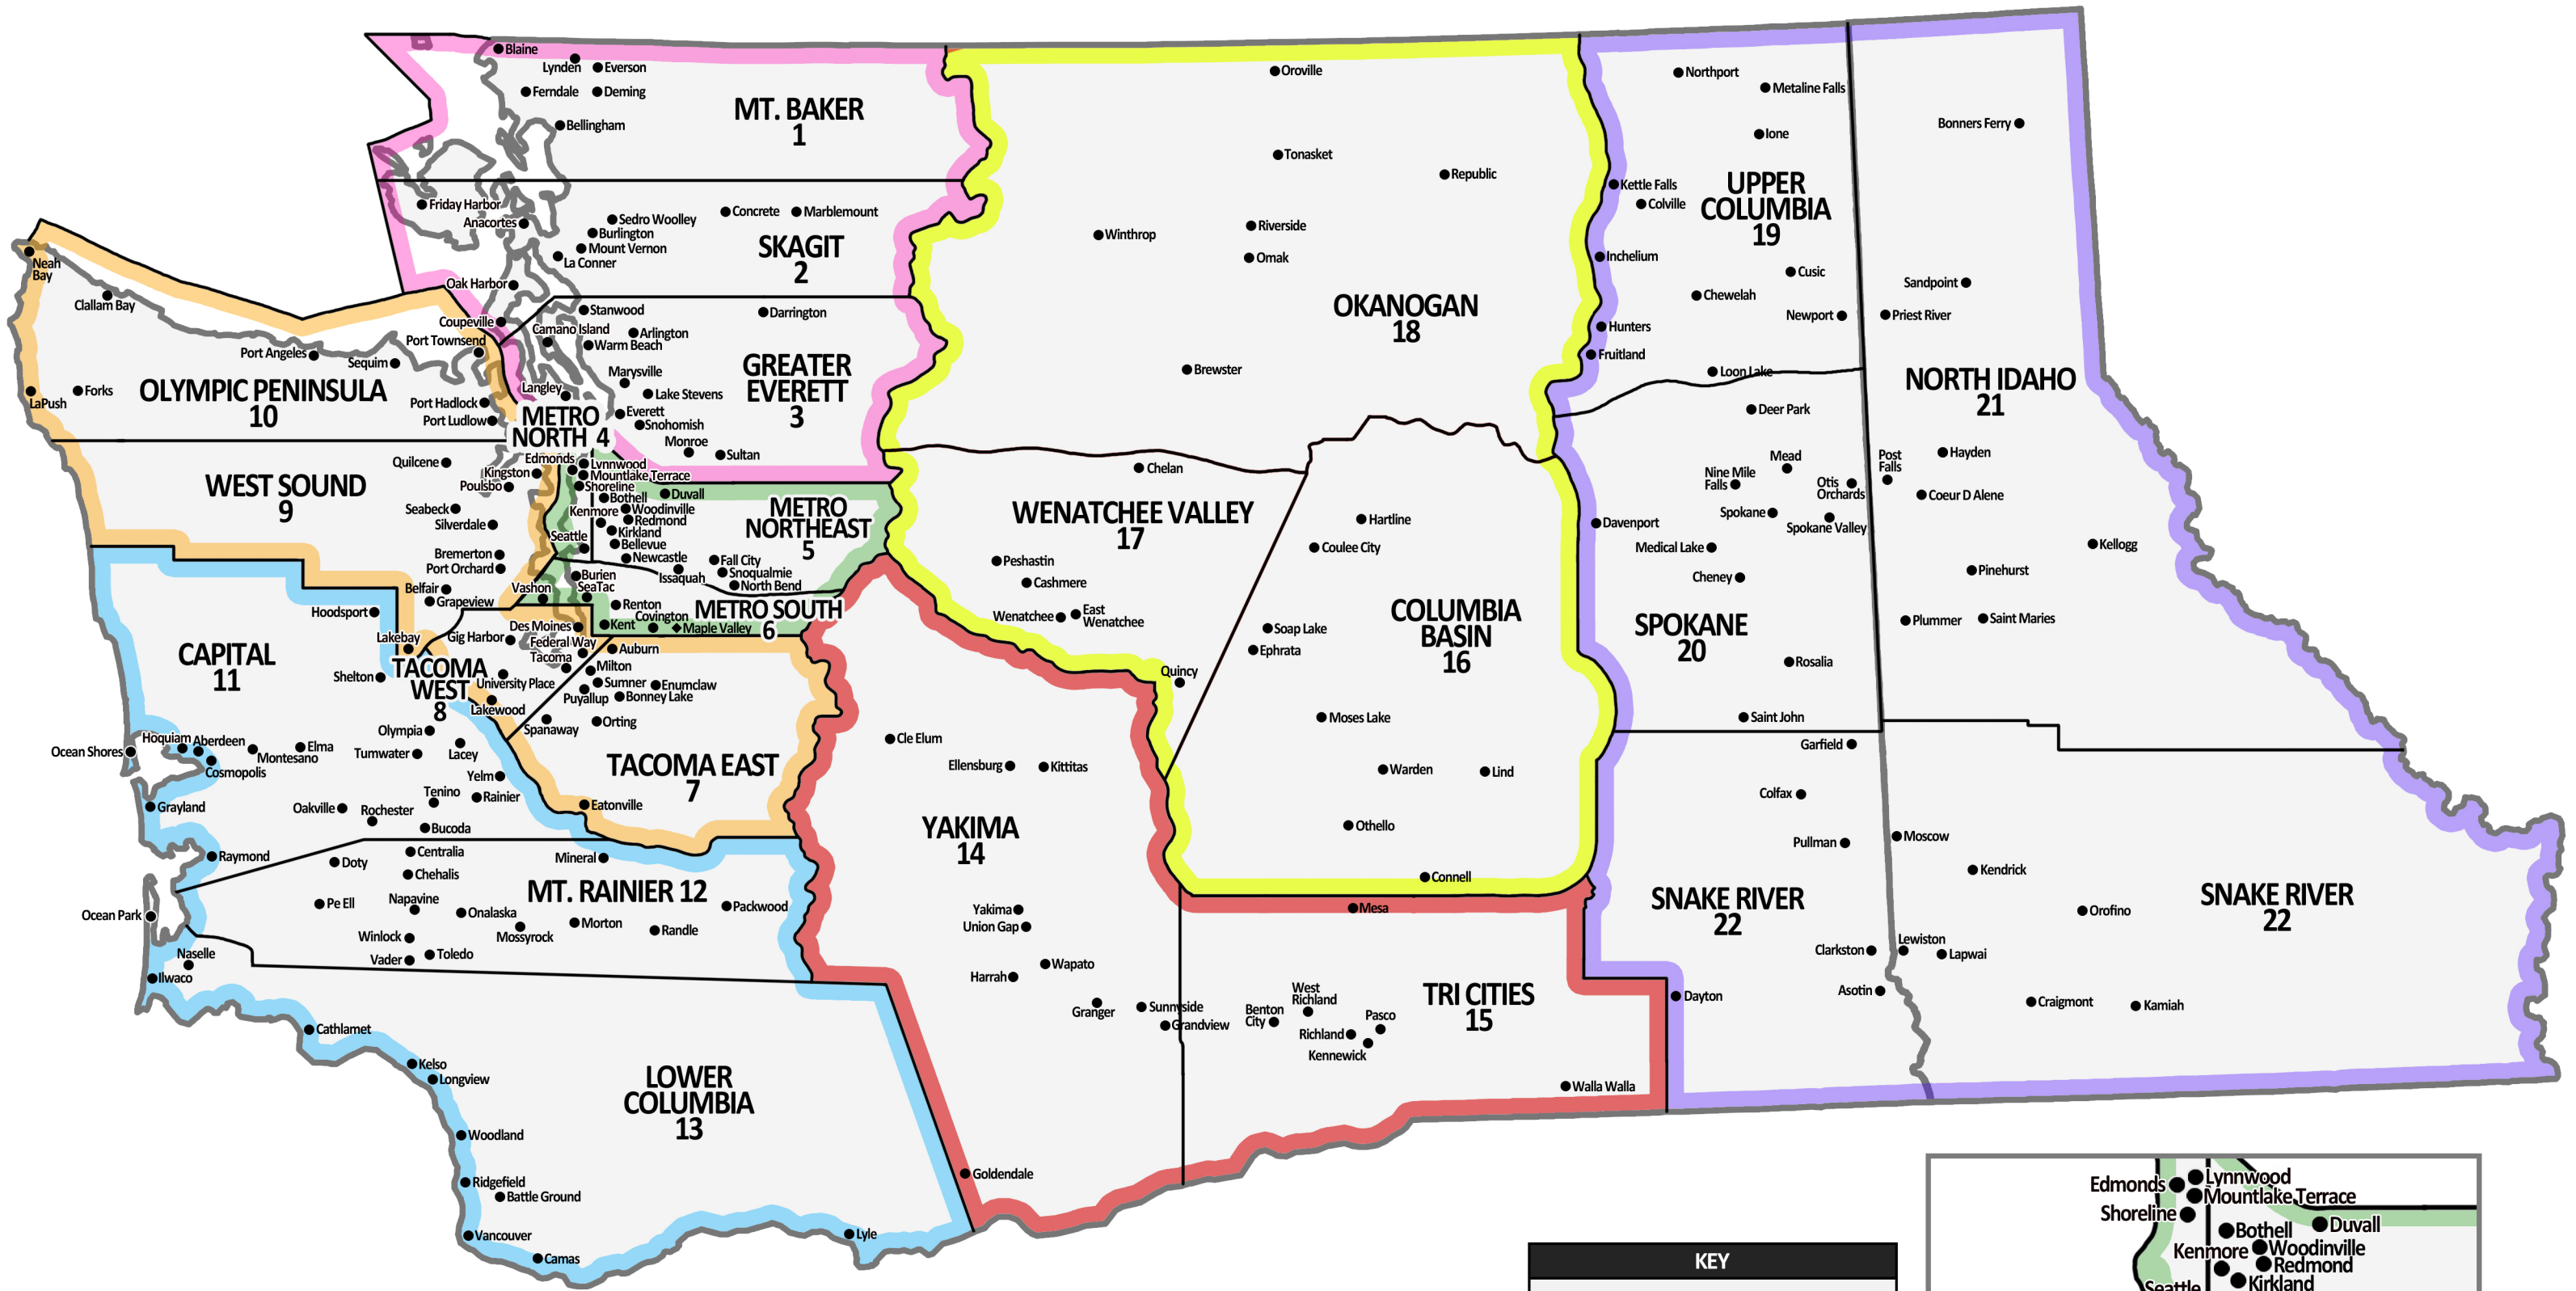 Blaine
Lynden
Everson
Ferndale
Deming
Bellingham
MT. BAKER
1
Friday Harbor
Anacortes
Sedro Woolley
Burlington
Mount Vernon
La Conner
Concrete
Marblemount
SKAGIT
2
Oak Harbor
Coupeville
Stanwood
Camano Island
Arlington
Warm Beach
Darrington
Marysville
Lake Stevens
Langley
Everett
Snohomish
Monroe
Sultan
GREATER
EVERETT
3
METRO
NORTH 4
Edmonds
Lynnwood
Mountlake Terrace
Shoreline
Bothell
Duvall
Kenmore
Woodinville
Redmond
Kirkland
Seattle
Bellevue
Newcastle
Issaquah
Fall City
Snoqualmie
North Bend
METRO
NORTHEAST
5
Burien
SeaTac
Vashon
Renton
Covington
Kent
Maple Valley
Des Moines
METRO SOUTH
6
Federal Way
Auburn
Tacoma
Milton
Sumner
Enumclaw
Puyallup
Bonney Lake
Spanaway
Orting
Eatonville
TACOMA EAST
7
Lakebay
Gig Harbor
University Place
Lakewood
TACOMA
WEST
8
Quilcene
Kingston
Poulsbo
Seabeck
Silverdale
Bremerton
Port Orchard
Belfair
Grapeview
WEST SOUND
9
Neah
Bay
Clallam Bay
Port Angeles
Sequim
Port Townsend
Forks
LaPush
Port Hadlock
Port Ludlow
OLYMPIC PENINSULA
10
Hoodsport
Shelton
CAPITAL
11
Olympia
Tumwater
Lacey
Yelm
Rainier
Tenino
Ocean Shores
Hoquiam
Aberdeen
Cosmopolis
Montesano
Elma
Grayland
Oakville
Rochester
Bucoda
Raymond
Doty
Centralia
Chehalis
Mineral
Pe Ell
Napavine
Onalaska
Mossyrock
Morton
Randle
Packwood
Winlock
Toledo
Vader
MT. RAINIER 12
Ocean Park
Naselle
Ilwaco
Cathlamet
Kelso
Longview
Woodland
Ridgefield
Battle Ground
Vancouver
Camas
Lyle
LOWER
COLUMBIA
13
Cle Elum
Ellensburg
Kittitas
YAKIMA
14
Yakima
Union Gap
Harrah
Wapato
Granger
Sunnyside
Grandview
Goldendale
Mesa
West
Richland
Benton
City
Richland
Pasco
Kennewick
Walla Walla
TRI CITIES
15
Hartline
Coulee City
COLUMBIA
BASIN
16
Soap Lake
Ephrata
Moses Lake
Warden
Lind
Othello
Connell
Chelan
WENATCHEE VALLEY
17
Peshastin
Cashmere
Wenatchee
East
Wenatchee
Quincy
Oroville
Tonasket
Republic
Winthrop
Riverside
Omak
Brewster
OKANOGAN
18
Northport
Metaline Falls
Ione
Kettle Falls
Colville
UPPER
COLUMBIA
19
Inchelium
Cusic
Chewelah
Newport
Hunters
Fruitland
Loon Lake
Deer Park
Mead
Nine Mile
Falls
Otis
Orchards
Spokane
Spokane Valley
Davenport
Medical Lake
Cheney
SPOKANE
20
Rosalia
Saint John
Bonners Ferry
Sandpoint
Priest River
NORTH IDAHO
21
Post
Falls
Hayden
Coeur D Alene
Kellogg
Pinehurst
Plummer
Saint Maries
Garfield
Colfax
Pullman
SNAKE RIVER
22
Clarkston
Asotin
Dayton
Moscow
Kendrick
Orofino
Lewiston
Lapwai
Craigmont
Kamiah
SNAKE RIVER
22
KEY
Edmonds
Lynnwood
Mountlake Terrace
Shoreline
Bothell
Duvall
Kenmore
Woodinville
Redmond
Kirkland
Seattle